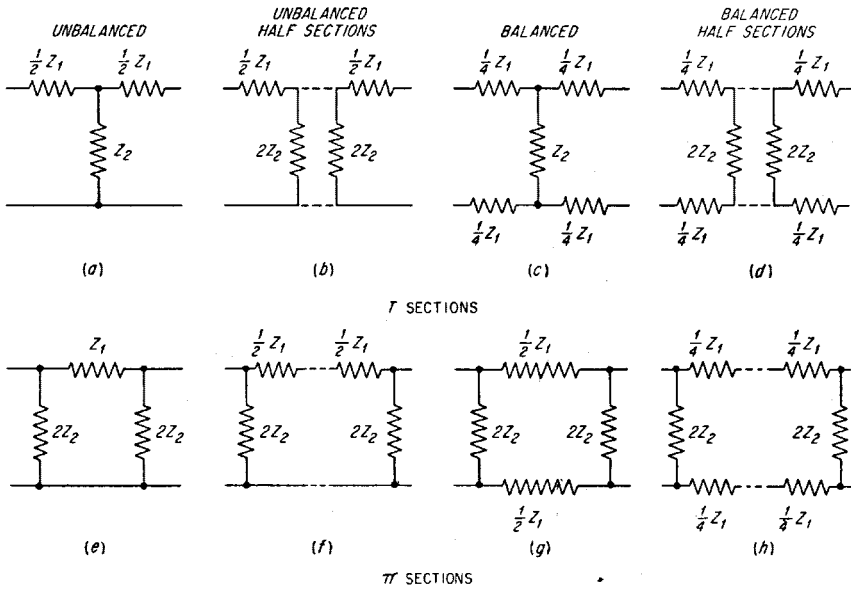 UNBALANCED
UNBALANCED
HALF SECTIONS
BALANCED
BALANCED
HALF SECTIONS
1/2 Z1 1/2 Z1
1/2 Z1 1/2 Z1
1/4 Z1 1/4 Z1
1/4 Z1 1/4 Z1
Z2
2Z2 2Z2
Z2
2Z2 2Z2
1/4 Z1 1/4 Z1
1/4 Z1 1/4 Z1
(a)
(b)
(c)
(d)
T SECTIONS
Z1
1/2 Z1 1/2 Z1
1/2 Z1
1/4 Z1 1/4 Z1
2Z2 2Z2
2Z2 2Z2
2Z2 2Z2
2Z2 2Z2
1/2 Z1
1/4 Z1 1/4 Z1
(e)
(f)
(g)
(h)
π SECTIONS